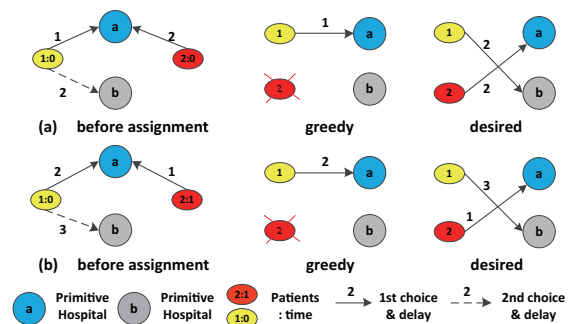 1 a 2
1:0 2:0
2 b
(a) before assignment
1 1 a
2 b
greedy
1 2 a
2 2 b
desired
2 a 1
1:0 2:1
3 b
(b) before assignment
1 2 a
2 b
greedy
1 3 a
2 1 b
desired
a Primitive Hospital
b Primitive Hospital
2:1 Patients
1:0 : time
2 1st choice
& delay
2 2nd choice
& delay